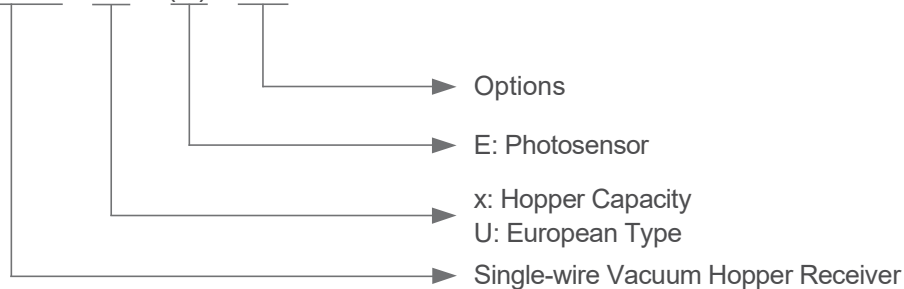 Options
E: Photosensor
x: Hopper Capacity
U: European Type
Single-wire Vacuum Hopper Receiver